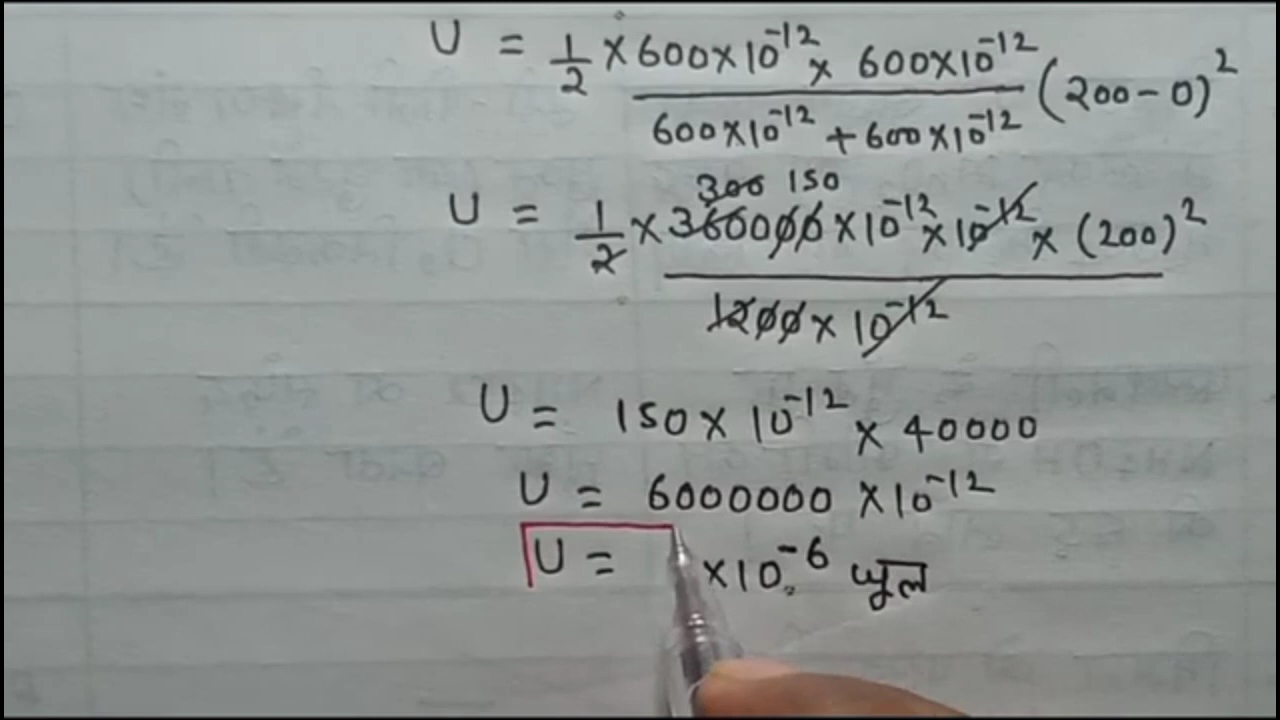 U = 1/2 × 600×10⁻¹² × 600×10⁻¹² / 600×10⁻¹² + 600×10⁻¹² (200-0)²
300 150
U = 1/2 × 360000×10⁻¹² × 10⁻¹² × (200)² / 1200×10⁻¹²
U = 150×10⁻¹² × 40000
U = 6000000 ×10⁻¹²
U = ×10⁻⁶ जूल